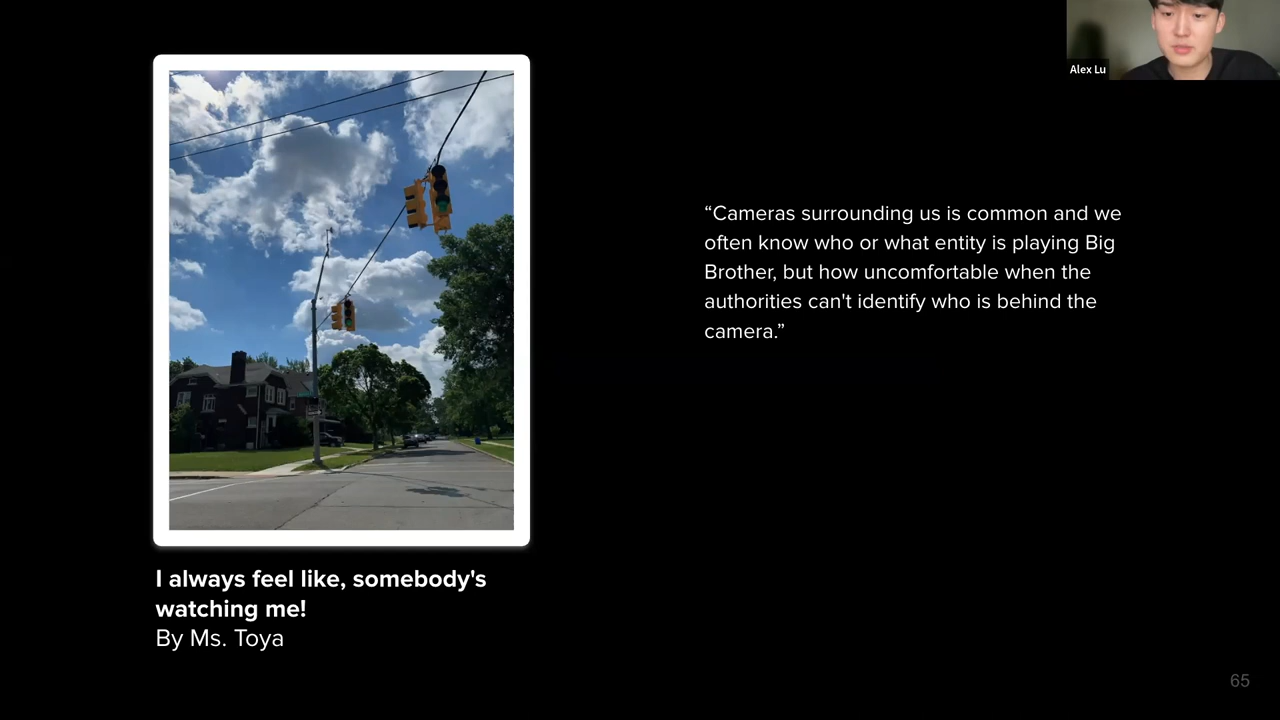 Alex Lu
“Cameras surrounding us is common and we
often know who or what entity is playing Big
Brother, but how uncomfortable when the
authorities can't identify who is behind the
camera.”
I always feel like, somebody's
watching me!
By Ms. Toya
65